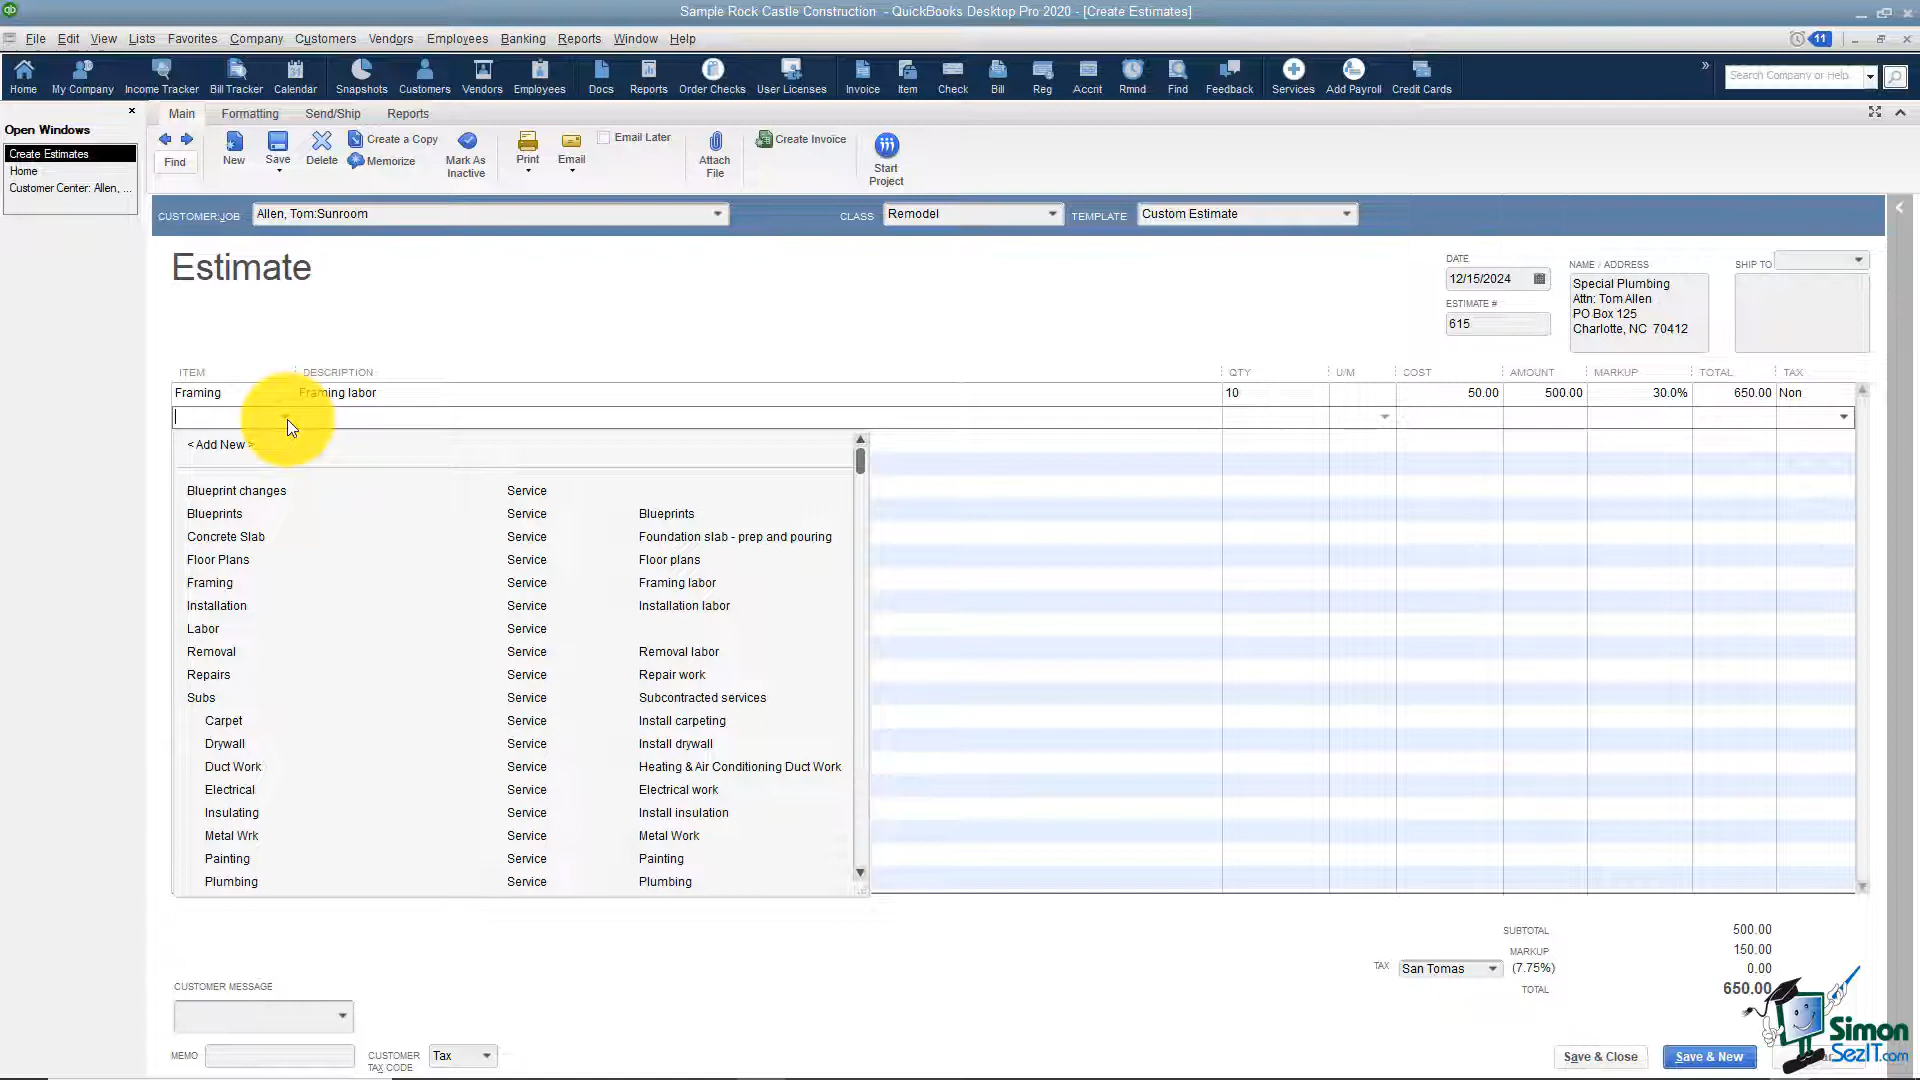 Sample Rock Castle Construction - QuickBooks Desktop Pro 2020 - [Create Estimates]
File Edit View Lists Favorites Company Customers Vendors Employees Banking Reports Window Help
11
Home My Company Income Tracker Bill Tracker Calendar Snapshots Customers Vendors Employees Docs Reports Order Checks User Licenses Invoice Item Check Bill Reg Accnt Rmnd Find Feedback Services Add Payroll Credit Cards
Search Company or Help
Open Windows
Create Estimates
Home
Customer Center: Allen, ...
Main Formatting Send/Ship Reports
Find New Save Delete Create a Copy Memorize Mark As Inactive Print Email Email Later Attach File Create Invoice Start Project
CUSTOMER:JOB Allen, Tom:Sunroom CLASS Remodel TEMPLATE Custom Estimate
Estimate
DATE
12/15/2024
ESTIMATE #
615
NAME / ADDRESS
Special Plumbing
Attn: Tom Allen
PO Box 125
Charlotte, NC 70412
SHIP TO
ITEM DESCRIPTION QTY U/M COST AMOUNT MARKUP TOTAL TAX
Framing Framing labor 10 50.00 500.00 30.0% 650.00 Non
< Add New >
Blueprint changes Service
Blueprints Service Blueprints
Concrete Slab Service Foundation slab - prep and pouring
Floor Plans Service Floor plans
Framing Service Framing labor
Installation Service Installation labor
Labor Service
Removal Service Removal labor
Repairs Service Repair work
Subs Service Subcontracted services
Carpet Service Install carpeting
Drywall Service Install drywall
Duct Work Service Heating & Air Conditioning Duct Work
Electrical Service Electrical work
Insulating Service Install insulation
Metal Wrk Service Metal Work
Painting Service Painting
Plumbing Service Plumbing
SUBTOTAL 500.00
MARKUP 150.00
TAX San Tomas (7.75%) 0.00
TOTAL 650.00
CUSTOMER MESSAGE
MEMO
CUSTOMER TAX CODE Tax
Save & Close Save & New
Simon
SezIT.com